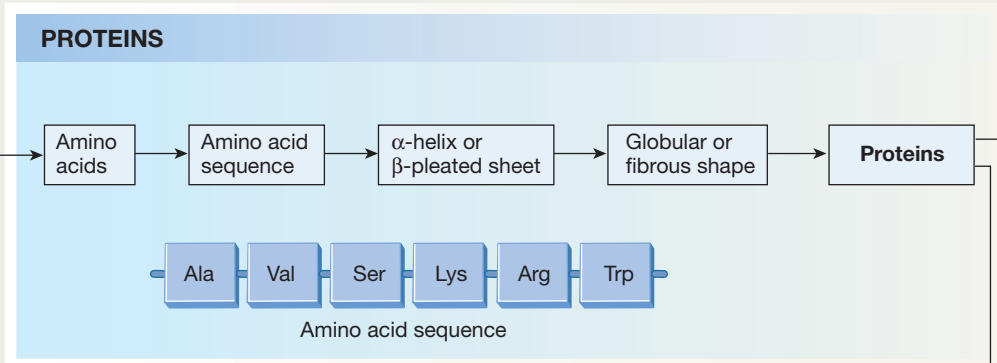 PROTEINS
Amino
acids
Amino acid
sequence
α-helix or
β-pleated sheet
Globular or
fibrous shape
Proteins
Ala Val Ser Lys Arg Trp
Amino acid sequence